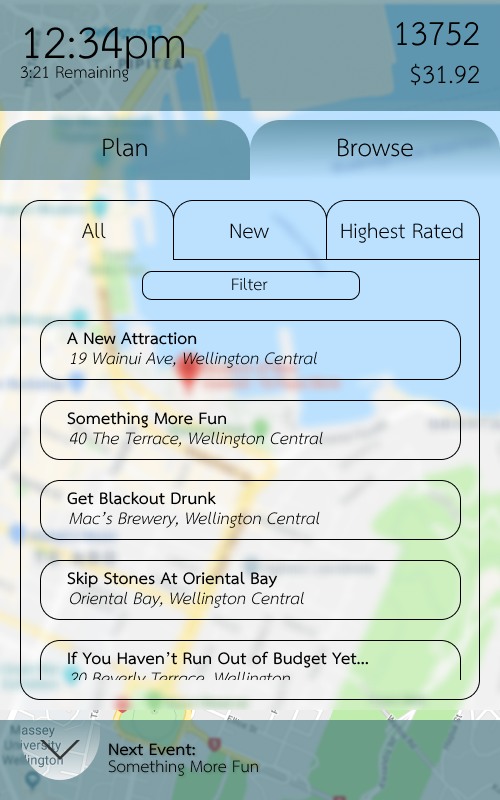 12:34pm
3:21 Remaining
PIPITEA
13752
$31.92
Plan
Browse
All
New
Highest Rated
Filter
A New Attraction
19 Wainui Ave, Wellington Central
Something More Fun
40 The Terrace, Wellington Central
Get Blackout Drunk
Mac's Brewery, Wellington Central
Skip Stones At Oriental Bay
Oriental Bay, Wellington Central
If You Haven't Run Out of Budget Yet...
20 Beverly Terrace, Wellington
Massey
University
Wellington
Next Event:
Something More Fun